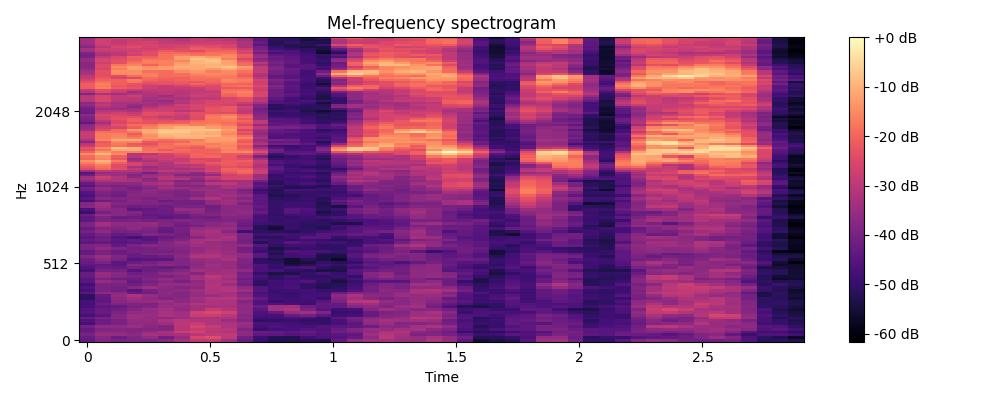 Mel-frequency spectrogram
+0 dB
-10 dB
-20 dB
-30 dB
-40 dB
-50 dB
-60 dB
2048
1024
512
0
Hz
0 0.5 1 1.5 2 2.5
Time